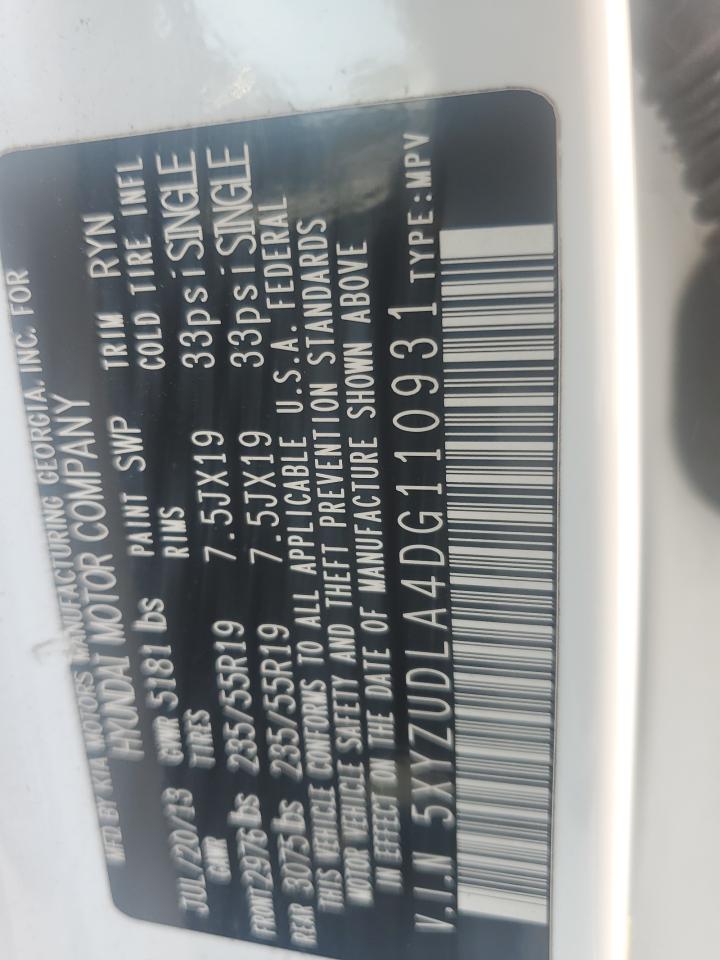 MFD. BY KIA MOTORS MANUFACTURING GEORGIA. INC. FOR
HYUNDAI MOTOR COMPANY
JUL/20/13 GVWR 5181 lbs PAINT SWP TRIM RYN
GAWR TIRES RIMS COLD TIRE INFL
FRONT 2976 lbs 235/55R19 7.5JX19 33psi SINGLE
REAR 3075 lbs 235/55R19 7.5JX19 33psi SINGLE
THIS VEHICLE CONFORMS TO ALL APPLICABLE U.S.A. FEDERAL
MOTOR VEHICLE SAFETY AND THEFT PREVENTION STANDARDS
IN EFFECT ON THE DATE OF MANUFACTURE SHOWN ABOVE
V.I.N 5XYZUDLA4DG110931 TYPE:MPV